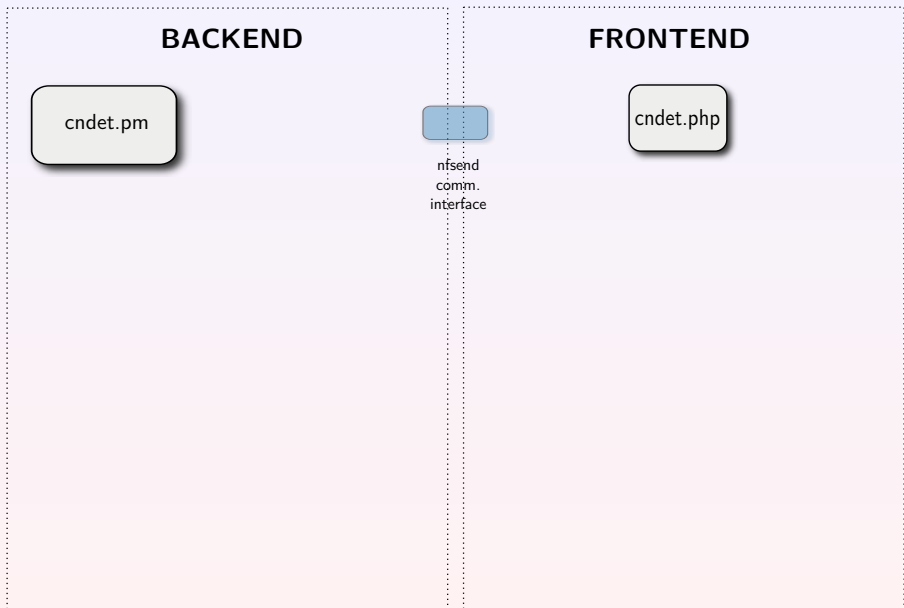 BACKEND
FRONTEND
cndet.pm
cndet.php
nfsend
comm.
interface